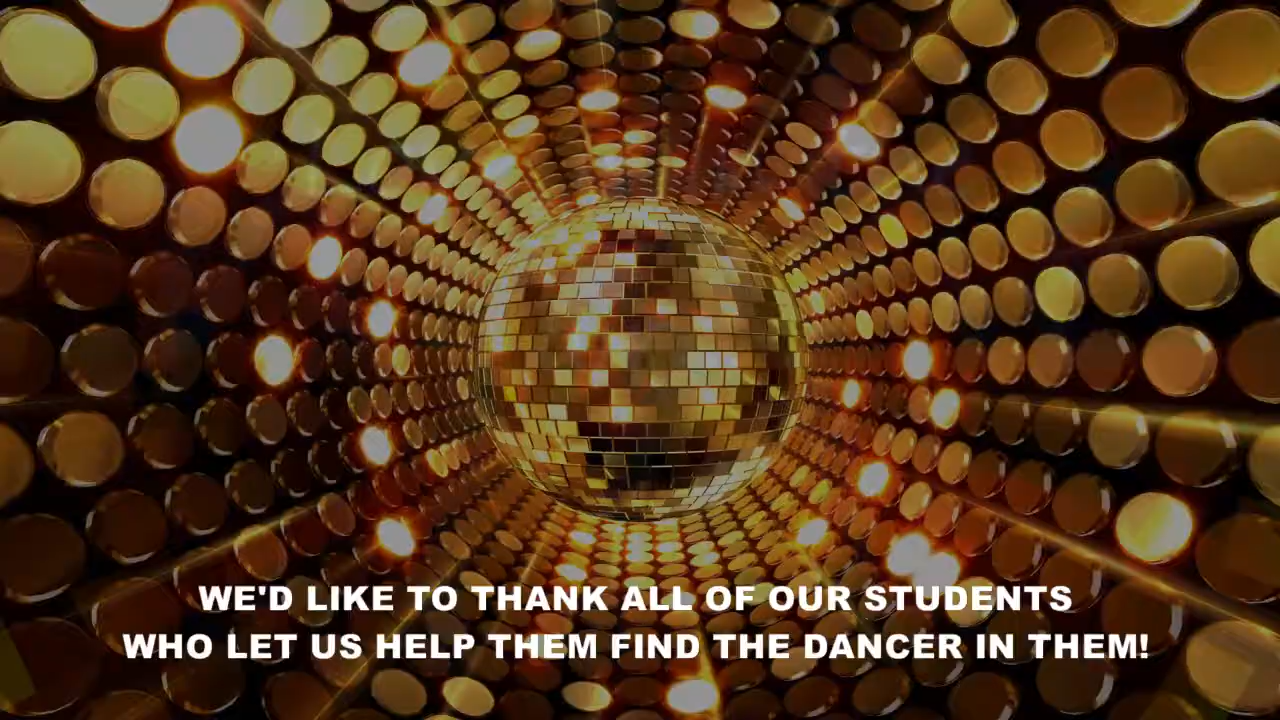 WE'D LIKE TO THANK ALL OF OUR STUDENTS
WHO LET US HELP THEM FIND THE DANCER IN THEM!